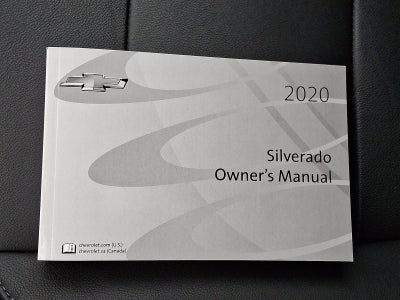 2020
Silverado
Owner's Manual
chevrolet.com (U.S.)
chevrolet.ca (Canada)